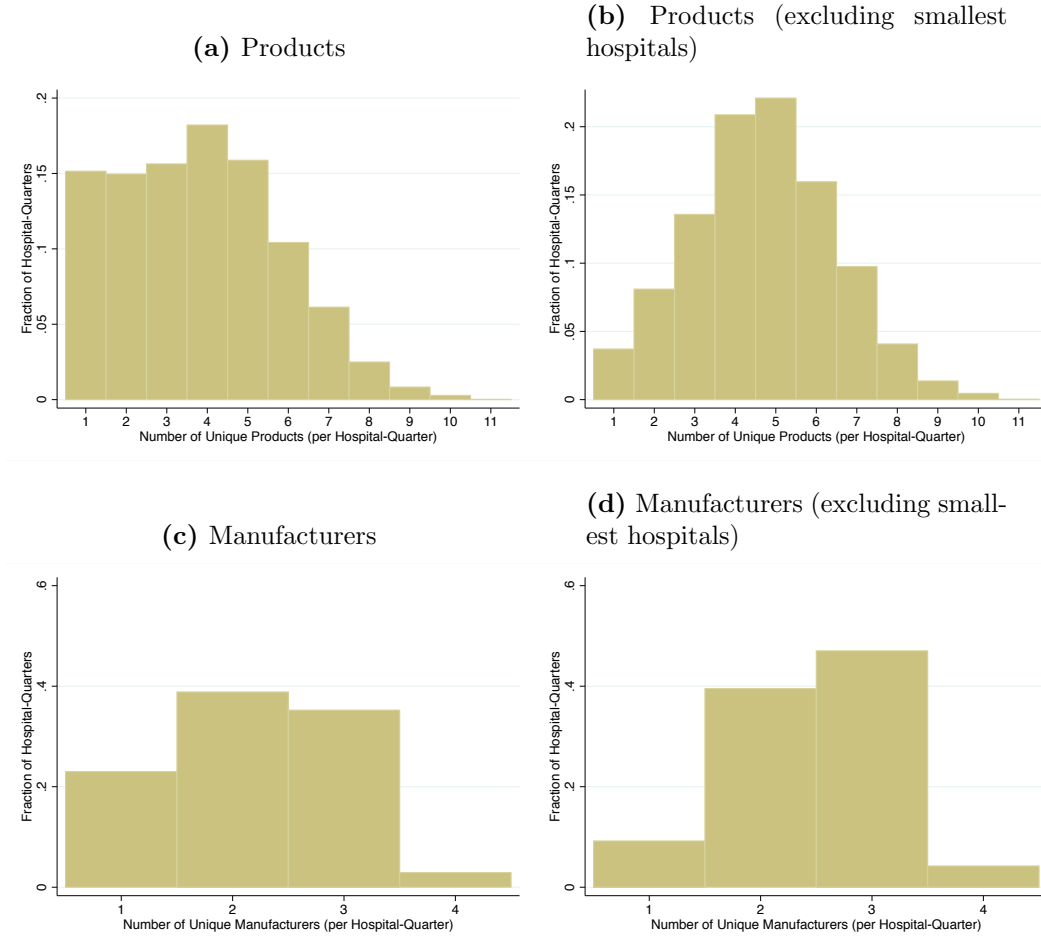 (a) Products
(b) Products (excluding smallest
hospitals)
Fraction of Hospital-Quarters
0 .05 .1 .15 .2
1 2 3 4 5 6 7 8 9 10 11
Number of Unique Products (per Hospital-Quarter)
Fraction of Hospital-Quarters
0 .05 .1 .15 .2
1 2 3 4 5 6 7 8 9 10 11
Number of Unique Products (per Hospital-Quarter)
(c) Manufacturers
(d) Manufacturers (excluding small-
est hospitals)
Fraction of Hospital-Quarters
0 .2 .4 .6
1 2 3 4
Number of Unique Manufacturers (per Hospital-Quarter)
Fraction of Hospital-Quarters
0 .2 .4 .6
1 2 3 4
Number of Unique Manufacturers (per Hospital-Quarter)